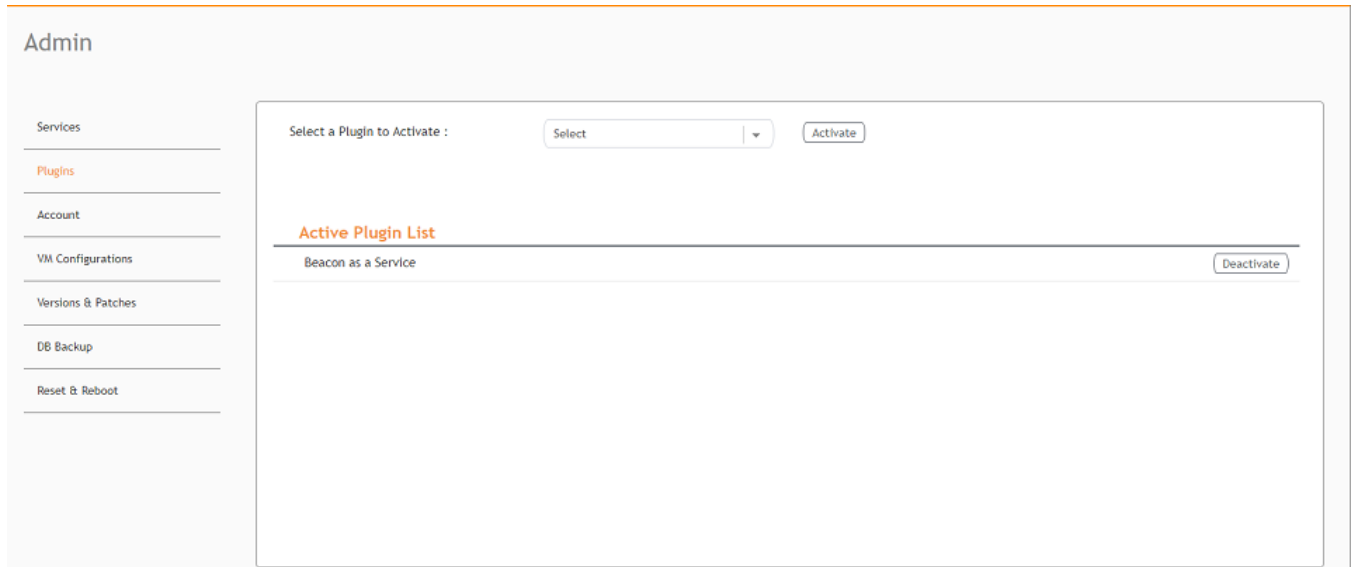 Admin
Services
Plugins
Account
VM Configurations
Versions & Patches
DB Backup
Reset & Reboot
Select a Plugin to Activate :
Select
Activate
Active Plugin List
Beacon as a Service
Deactivate